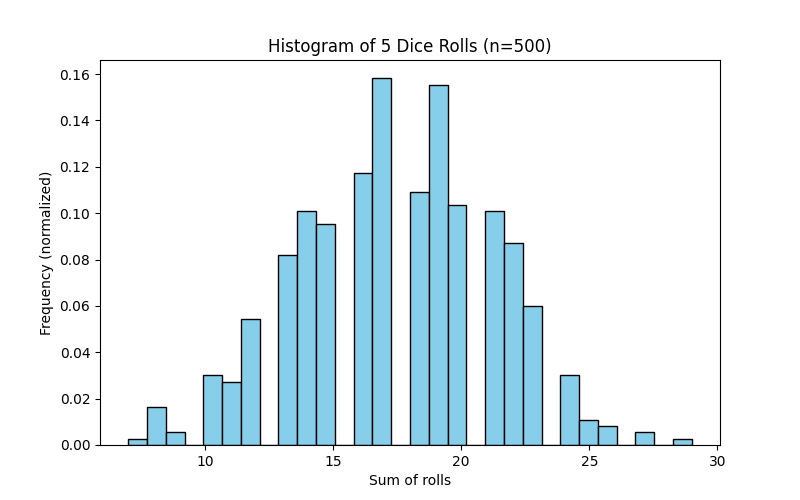 Histogram of 5 Dice Rolls (n=500)
Frequency (normalized)
0.16
0.14
0.12
0.10
0.08
0.06
0.04
0.02
0.00
10 15 20 25 30
Sum of rolls